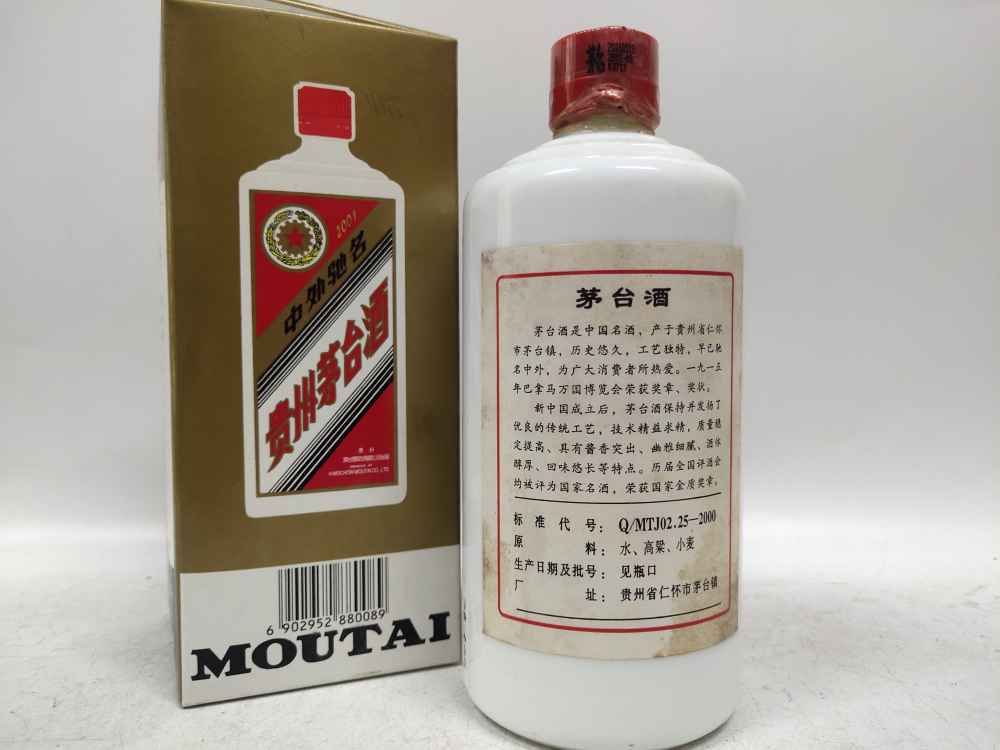 2001
中外驰名
贵州茅台酒
6 902952 880089
MOUTAI
茅台酒
茅台酒是中国名酒，产于贵州省仁怀
市茅台镇，历史悠久，工艺独特，早已驰
名中外，为广大消费者所热爱。一九一五
年巴拿马万国博览会荣获奖章、奖状。
新中国成立后，茅台酒保持并发扬了
优良的传统工艺，技术精益求精，质量稳
定提高、具有酱香突出、幽雅细腻、酒体
醇厚、回味悠长等特点。历届全国评酒会
均被评为国家名酒，荣获国家金质奖章。
标准代号： Q/MTJ02.25—2000
原料： 水、高粱、小麦
生产日期及批号： 见瓶口
厂址： 贵州省仁怀市茅台镇